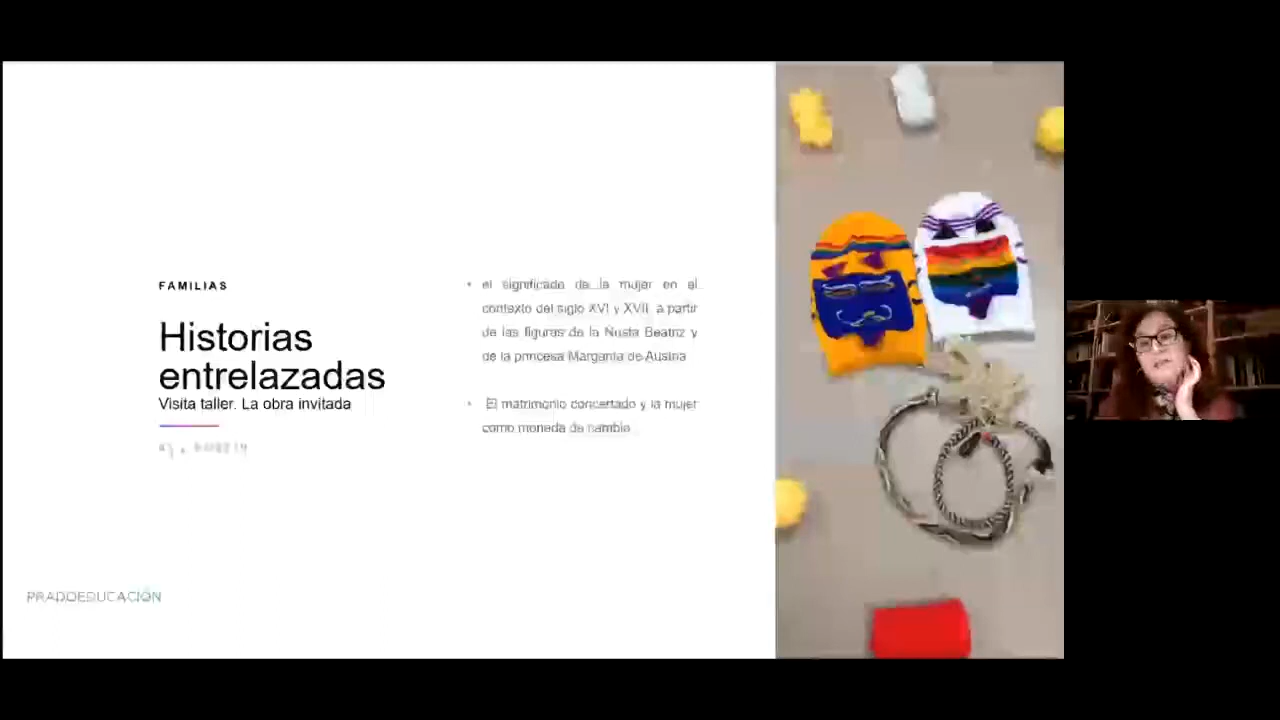 FAMILIAS
Historias
entrelazadas
Visita taller. La obra invitada
• el significado de la mujer en el
contexto del siglo XVI y XVII a partir
de las figuras de la Ñusta Beatriz y
de la princesa Margarita de Austria
• El matrimonio concertado y la mujer
como moneda de cambio
PRADOEDUCACIÓN